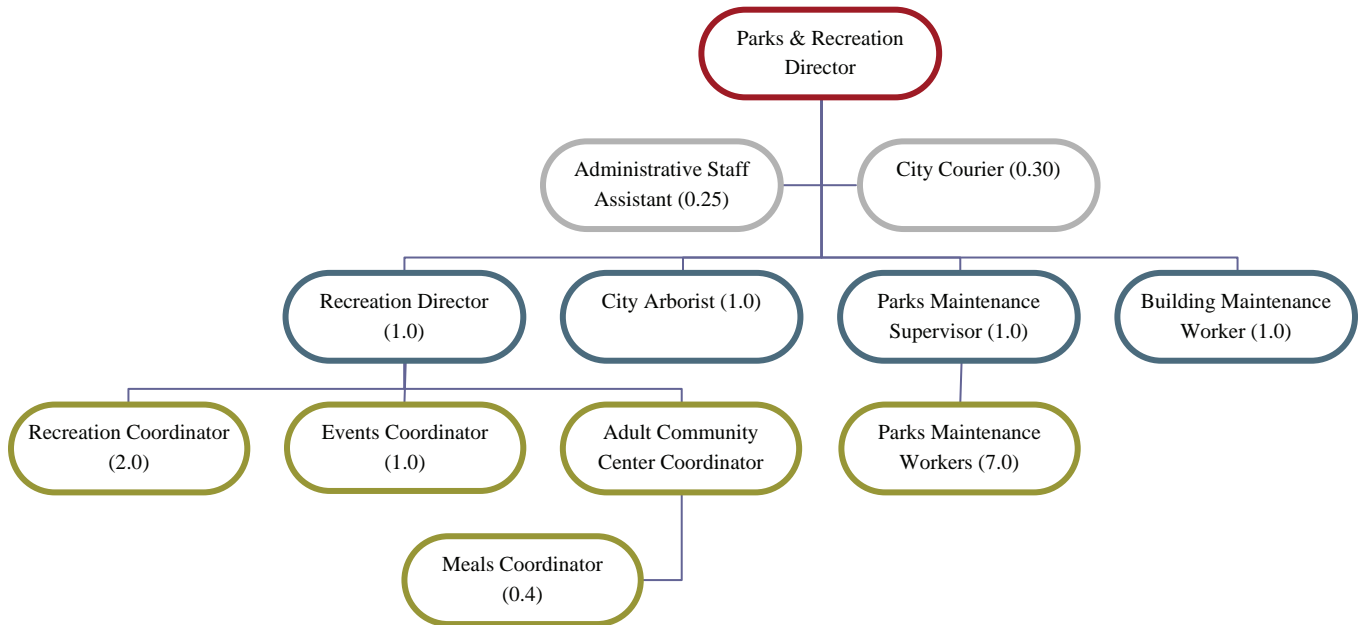 Parks & Recreation
Director
Administrative Staff
Assistant (0.25)
City Courier (0.30)
Recreation Director
(1.0)
City Arborist (1.0)
Parks Maintenance
Supervisor (1.0)
Building Maintenance
Worker (1.0)
Recreation Coordinator
(2.0)
Events Coordinator
(1.0)
Adult Community
Center Coordinator
Parks Maintenance
Workers (7.0)
Meals Coordinator
(0.4)